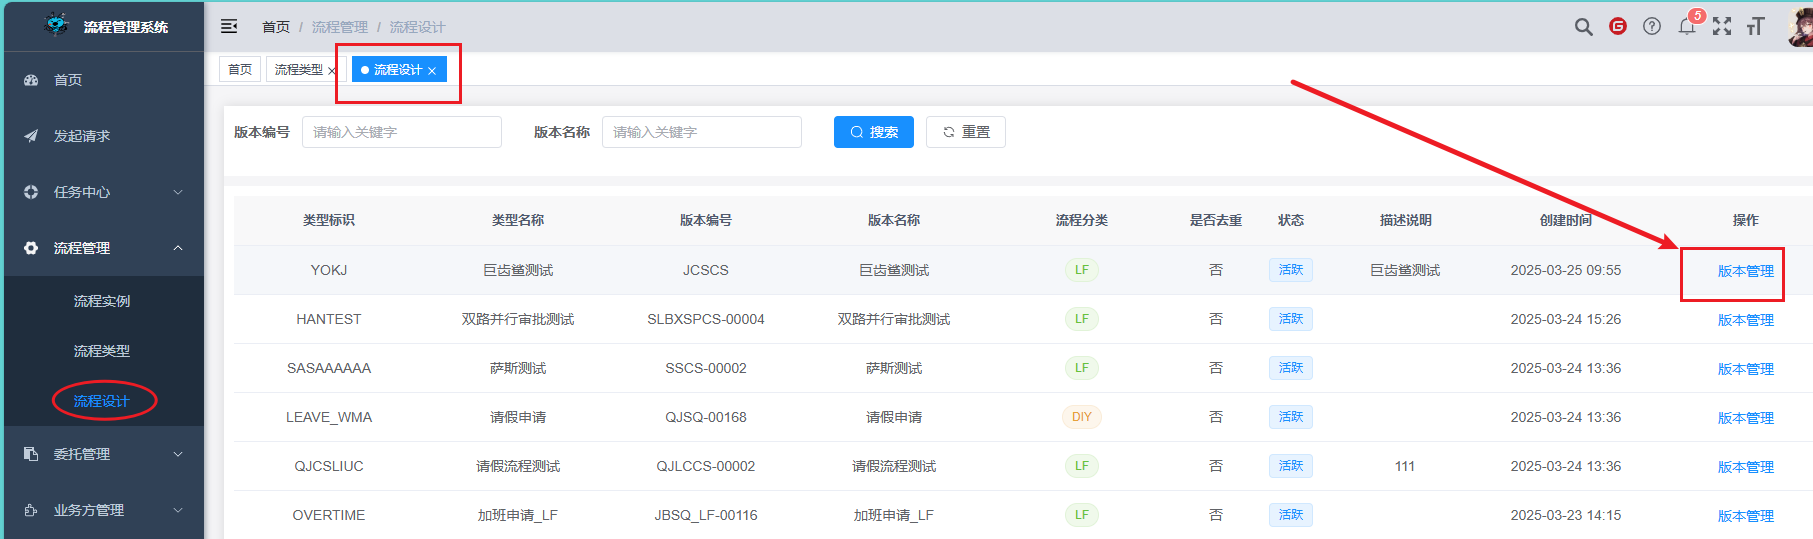 流程管理系统
首页 / 流程管理 / 流程设计
5
首页
流程类型 ×
流程设计 ×
首页
发起请求
任务中心
流程管理
流程实例
流程类型
流程设计
委托管理
业务方管理
版本编号 请输入关键字 版本名称 请输入关键字 搜索 重置
类型标识 类型名称 版本编号 版本名称 流程分类 是否去重 状态 描述说明 创建时间 操作
YOKJ 巨齿鲨测试 JCSCS 巨齿鲨测试 LF 否 活跃 巨齿鲨测试 2025-03-25 09:55 版本管理
HANTEST 双路并行审批测试 SLBXSPCS-00004 双路并行审批测试 LF 否 活跃 2025-03-24 15:26 版本管理
SASAAAAAA 萨斯测试 SSCS-00002 萨斯测试 LF 否 活跃 2025-03-24 13:36 版本管理
LEAVE_WMA 请假申请 QJSQ-00168 请假申请 DIY 否 活跃 2025-03-24 13:36 版本管理
QJCSLIUC 请假流程测试 QJLCCS-00002 请假流程测试 LF 否 活跃 111 2025-03-24 13:36 版本管理
OVERTIME 加班申请_LF JBSQ_LF-00116 加班申请_LF LF 否 活跃 2025-03-23 14:15 版本管理